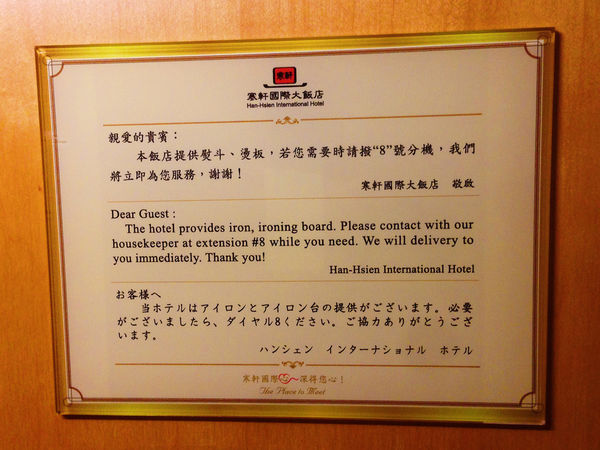 寒軒
寒軒國際大飯店
Han-Hsien International Hotel
親愛的貴賓：
本飯店提供熨斗、燙板，若您需要時請撥“8”號分機，我們
將立即為您服務，謝謝！
寒軒國際大飯店 敬啟
Dear Guest :
The hotel provides iron, ironing board. Please contact with our
housekeeper at extension #8 while you need. We will delivery to
you immediately. Thank you!
Han-Hsien International Hotel
お客様へ
当ホテルはアイロンとアイロン台の提供がございます。必要
がございましたら、ダイヤル8ください。ご協力ありがとうござ
います。
ハンシェン インターナショナル ホテル
寒軒國際 深得您心！
The Place to Meet